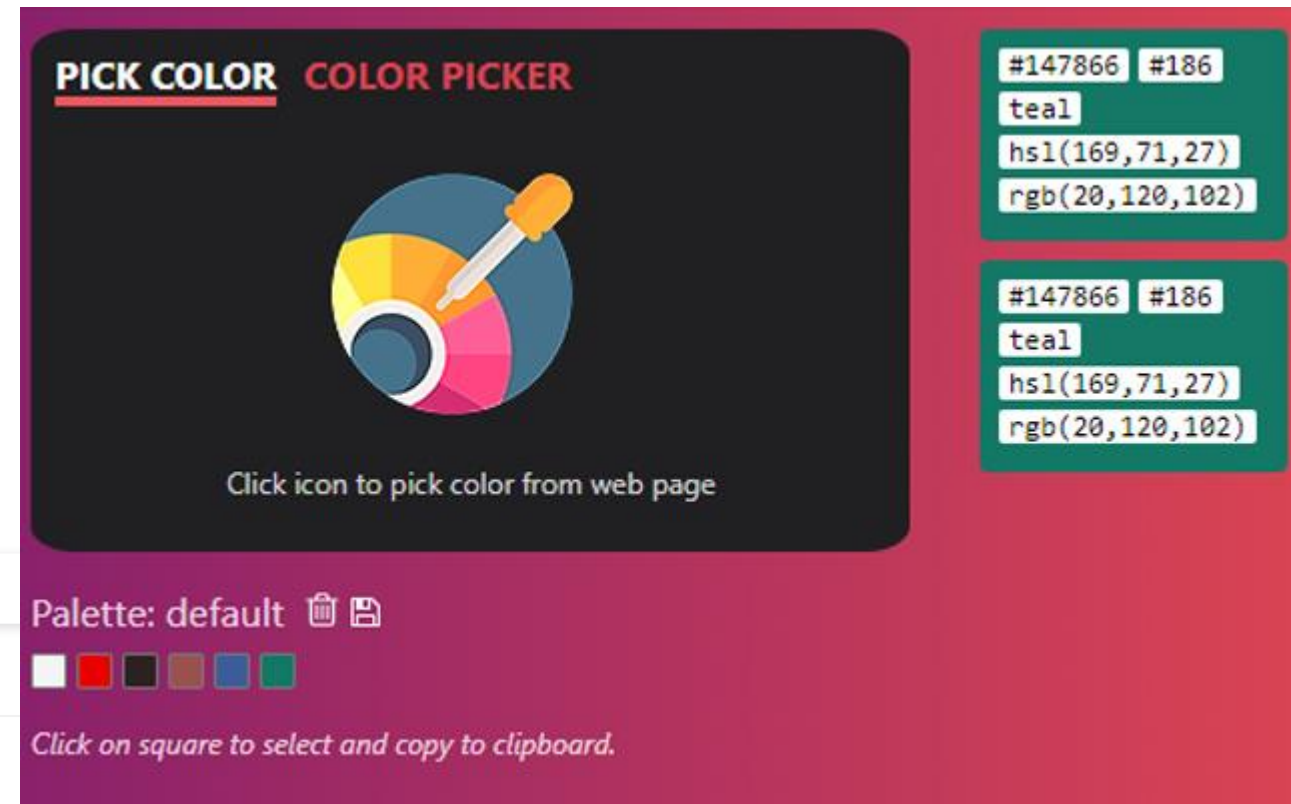 PICK COLOR COLOR PICKER
Click icon to pick color from web page
Palette: default
Click on square to select and copy to clipboard.
#147866 #186
teal
hsl(169,71,27)
rgb(20,120,102)
#147866 #186
teal
hsl(169,71,27)
rgb(20,120,102)